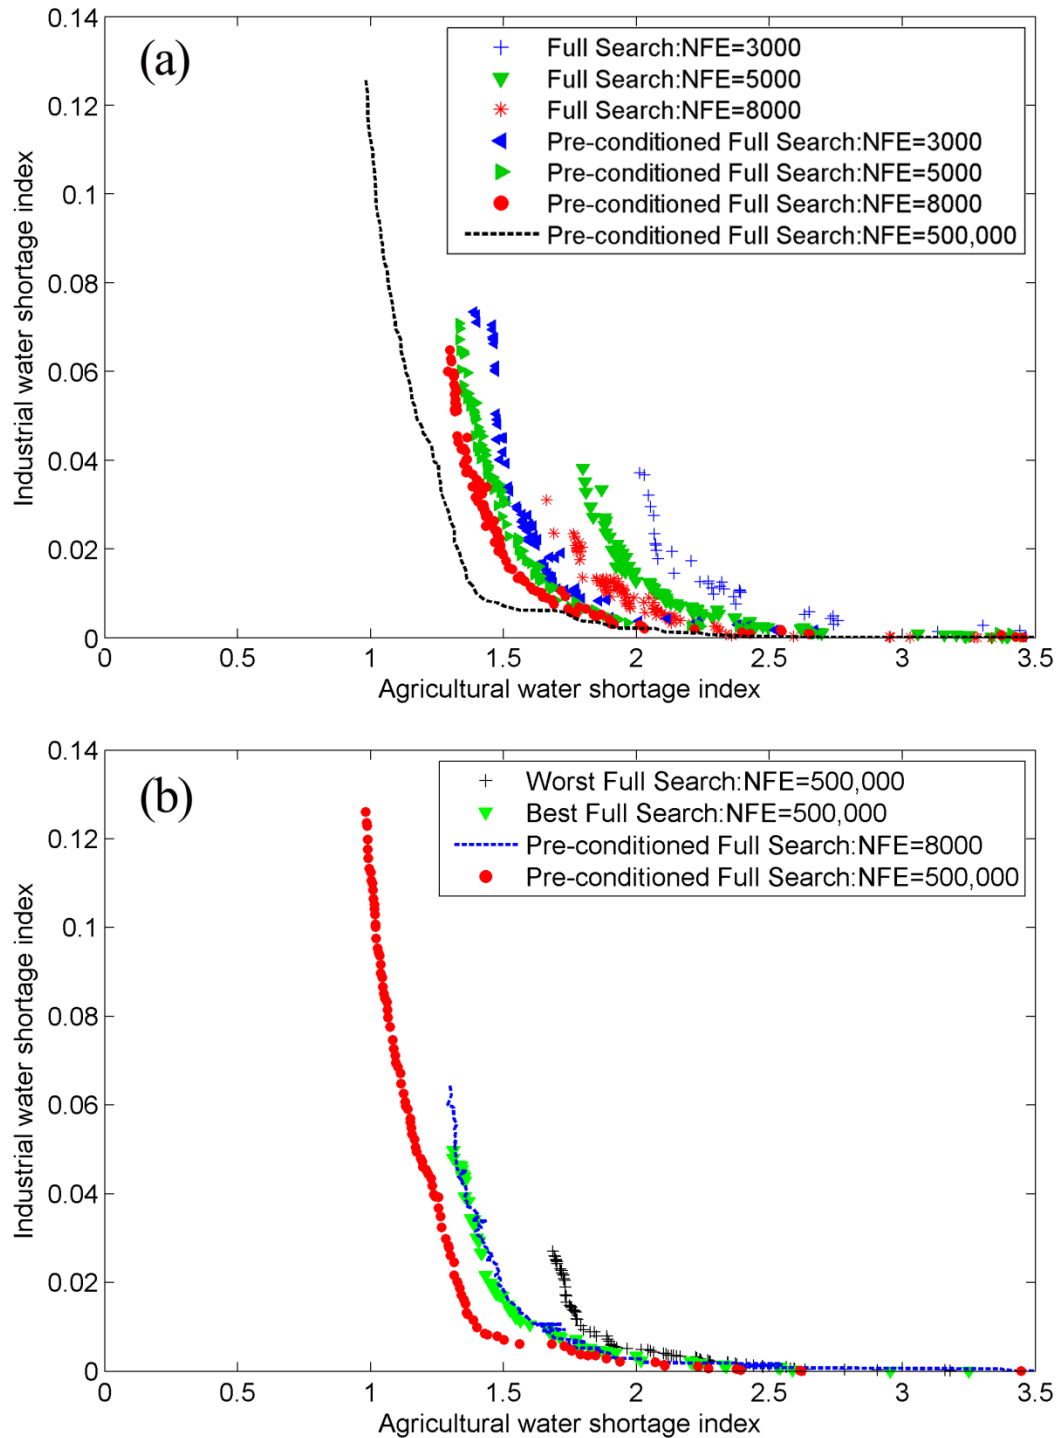 0.14
(a)
Full Search:NFE=3000
Full Search:NFE=5000
0.12
Full Search:NFE=8000
Pre-conditioned Full Search:NFE=3000
0.1
Pre-conditioned Full Search:NFE=5000
Pre-conditioned Full Search:NFE=8000
Pre-conditioned Full Search:NFE=500,000
Industrial water shortage index
0.08
0.06
0.04
0.02
0
0 0.5 1 1.5 2 2.5 3 3.5
Agricultural water shortage index
0.14
(b)
Worst Full Search:NFE=500,000
Best Full Search:NFE=500,000
0.12
Pre-conditioned Full Search:NFE=8000
Pre-conditioned Full Search:NFE=500,000
Industrial water shortage index
0.1
0.08
0.06
0.04
0.02
0
0 0.5 1 1.5 2 2.5 3 3.5
Agricultural water shortage index